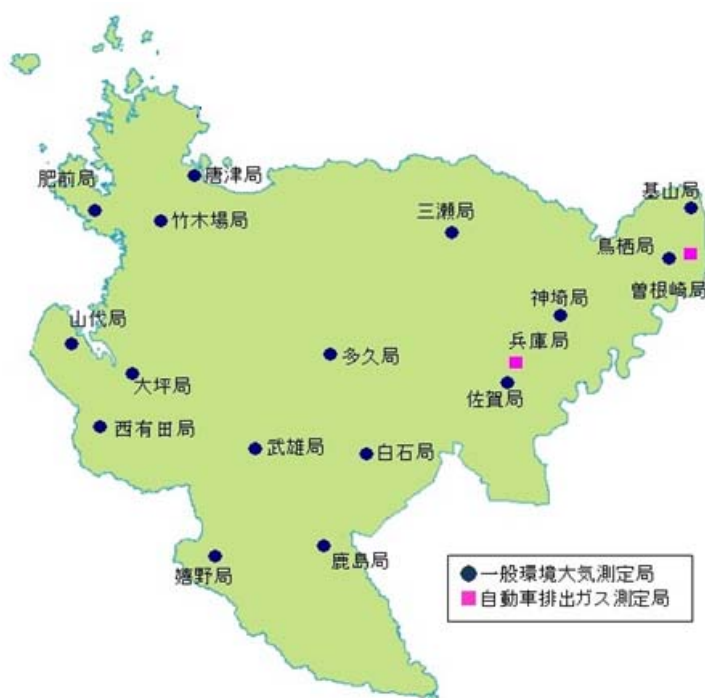 基山局
唐津局
肥前局
三瀬局
竹木場局
鳥栖局
曽根崎局
神埼局
山代局
兵庫局
多久局
大坪局
佐賀局
西有田局
武雄局
白石局
鹿島局
嬉野局
一般環境大気測定局
自動車排出ガス測定局